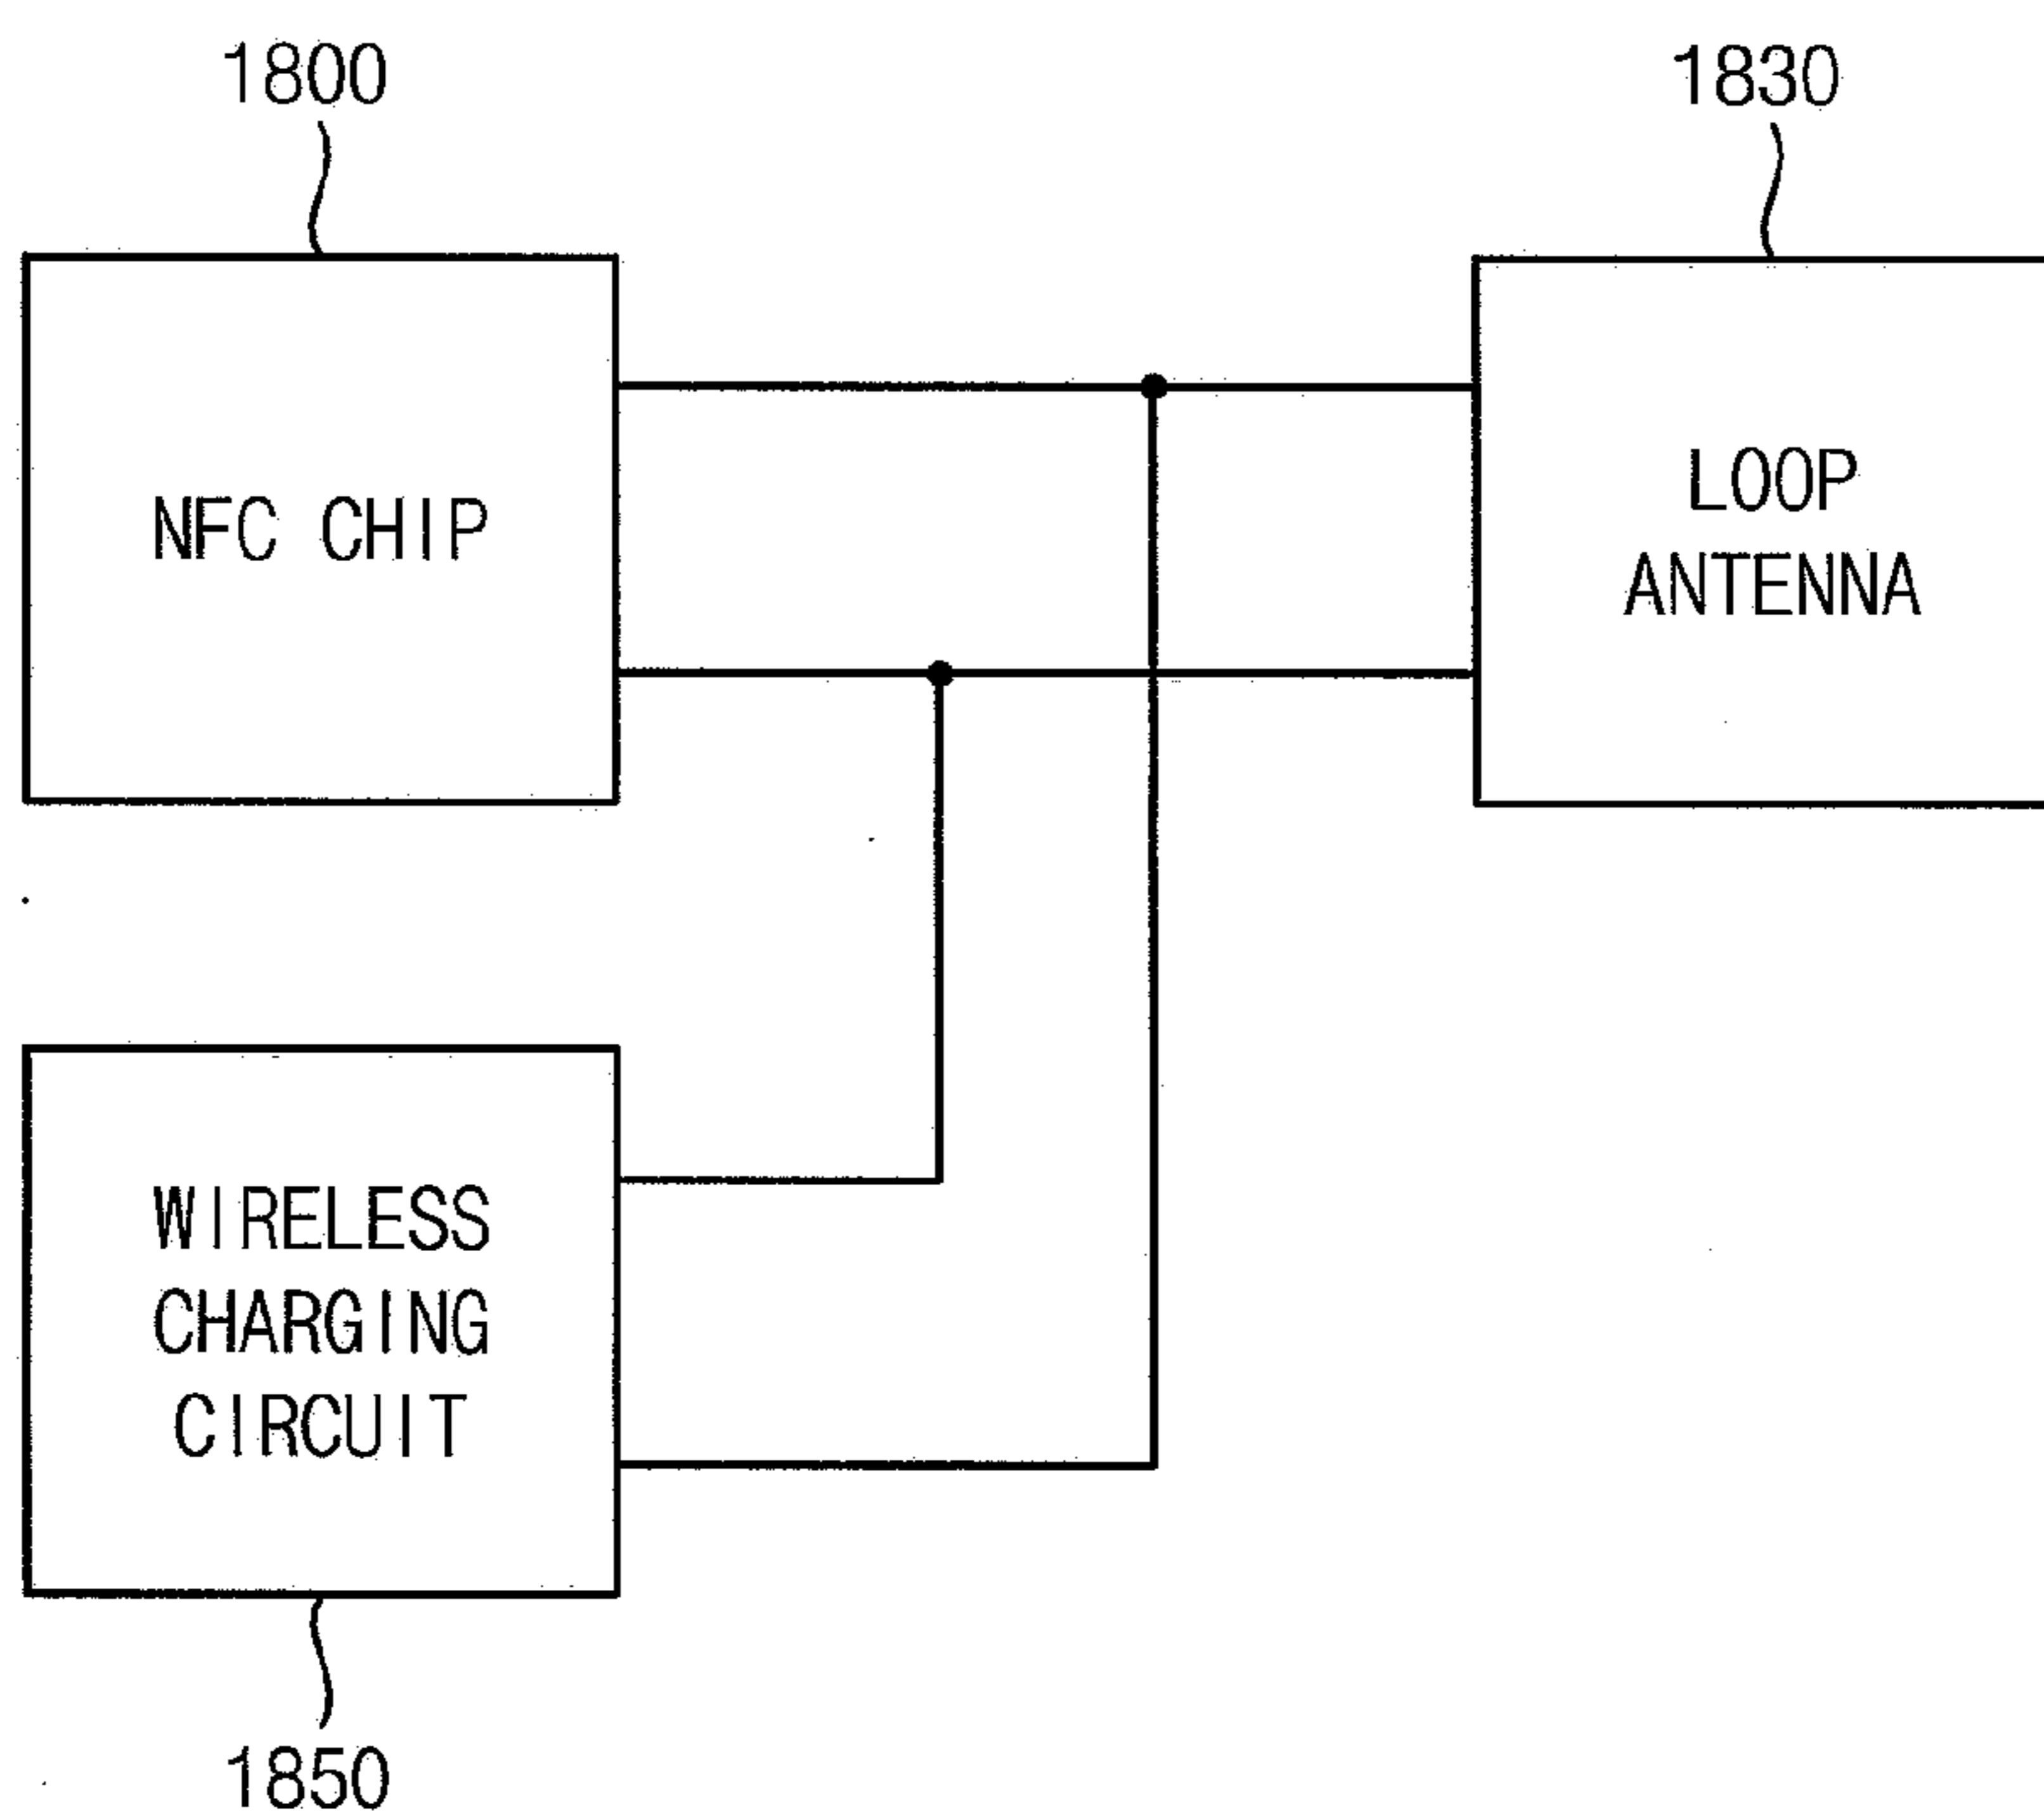 1800
1830
NFC CHIP
LOOP
ANTENNA
WIRELESS
CHARGING
CIRCUIT
1850